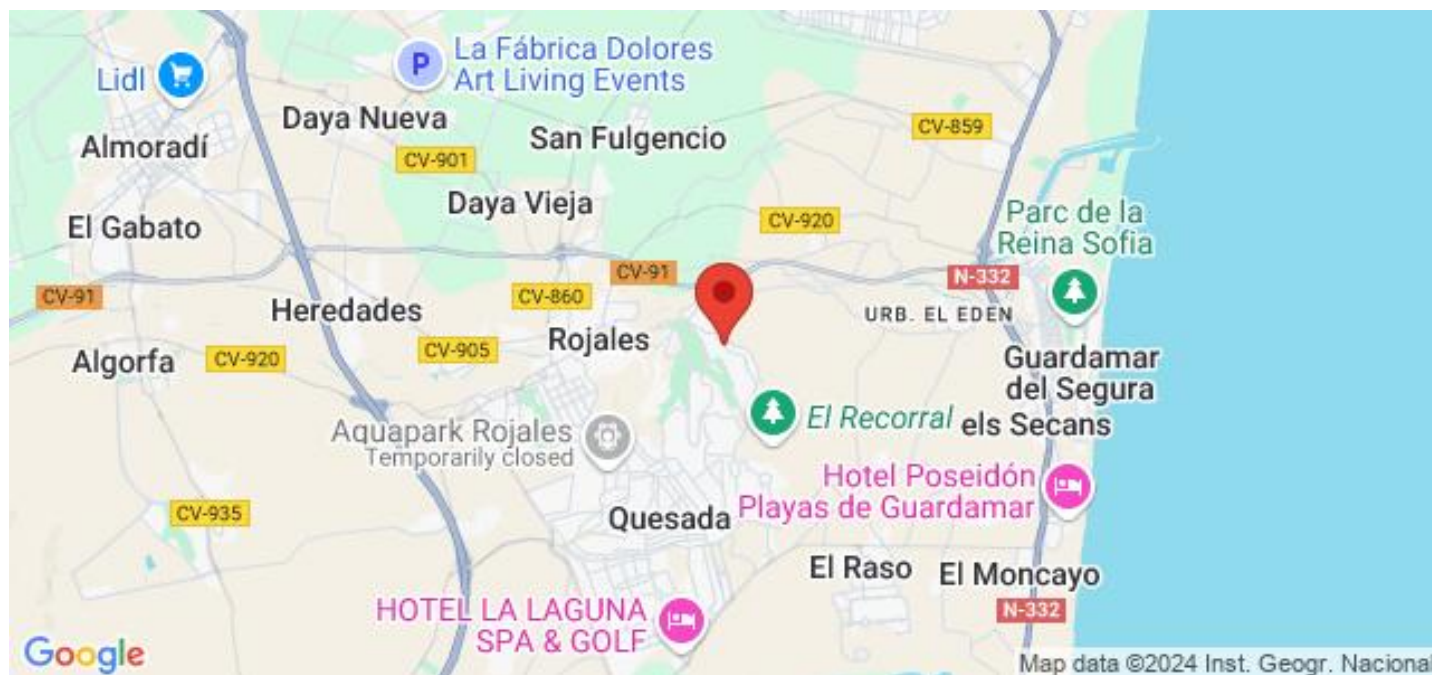 La Fábrica Dolores
Art Living Events
P
Lidl
Daya Nueva
San Fulgencio
CV-859
Almoradí
CV-901
Daya Vieja
CV-920
Parc de la
Reina Sofia
El Gabato
CV-91
N-332
CV-91
CV-860
Heredades
URB. EL EDEN
Rojales
CV-905
CV-920
Algorfa
Guardamar
del Segura
El Recorral
els Secans
Aquapark Rojales
Temporarily closed
Hotel Poseidón
Playas de Guardamar
CV-935
Quesada
El Raso
El Moncayo
HOTEL LA LAGUNA
SPA & GOLF
N-332
Google
Map data ©2024 Inst. Geogr. Nacional